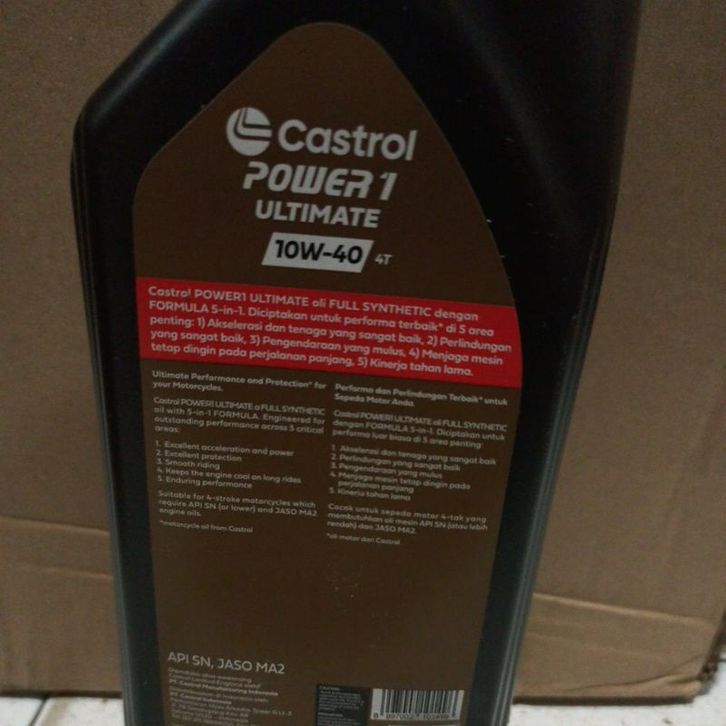 Castrol
POWER1
ULTIMATE
10W-40 4T
Castrol POWER1 ULTIMATE oli FULL SYNTHETIC dengan
FORMULA 5-in-1. Diciptakan untuk performa terbaik* di 5 area
penting: 1) Akselerasi dan tenaga yang sangat baik, 2) Perlindungan
yang sangat baik, 3) Pengendaraan yang mulus, 4) Menjaga mesin
tetap dingin pada perjalanan panjang, 5) Kinerja tahan lama.
Ultimate Performance and Protection* for
your Motorcycles.
Castrol POWER1 ULTIMATE a FULL SYNTHETIC
oil with 5-in-1 FORMULA. Engineered for
outstanding performance across 5 critical
areas:
1. Excellent acceleration and power
2. Excellent protection
3. Smooth riding
4. Keeps the engine cool on long rides
5. Enduring performance
Suitable for 4-stroke motorcycles which
require API SN (or lower) and JASO MA2
engine oils.
*motorcycle oil from Castrol
Performa dan Perlindungan Terbaik* untuk
Sepeda Motor Anda.
Castrol POWER1 ULTIMATE oli FULL SYNTHETIC
dengan FORMULA 5-in-1. Diciptakan untuk
performa luar biasa di 5 area penting:
1. Akselerasi dan tenaga yang sangat baik
2. Perlindungan yang sangat baik
3. Pengendaraan yang mulus
4. Menjaga mesin tetap dingin pada
perjalanan panjang
5. Kinerja tahan lama
Cocok untuk sepeda motor 4-tak yang
membutuhkan oli mesin API SN (atau lebih
rendah) dan JASO MA2.
*oli motor dari Castrol
API SN, JASO MA2
Castrol Limited England
PT. Castrol Manufacturing Indonesia